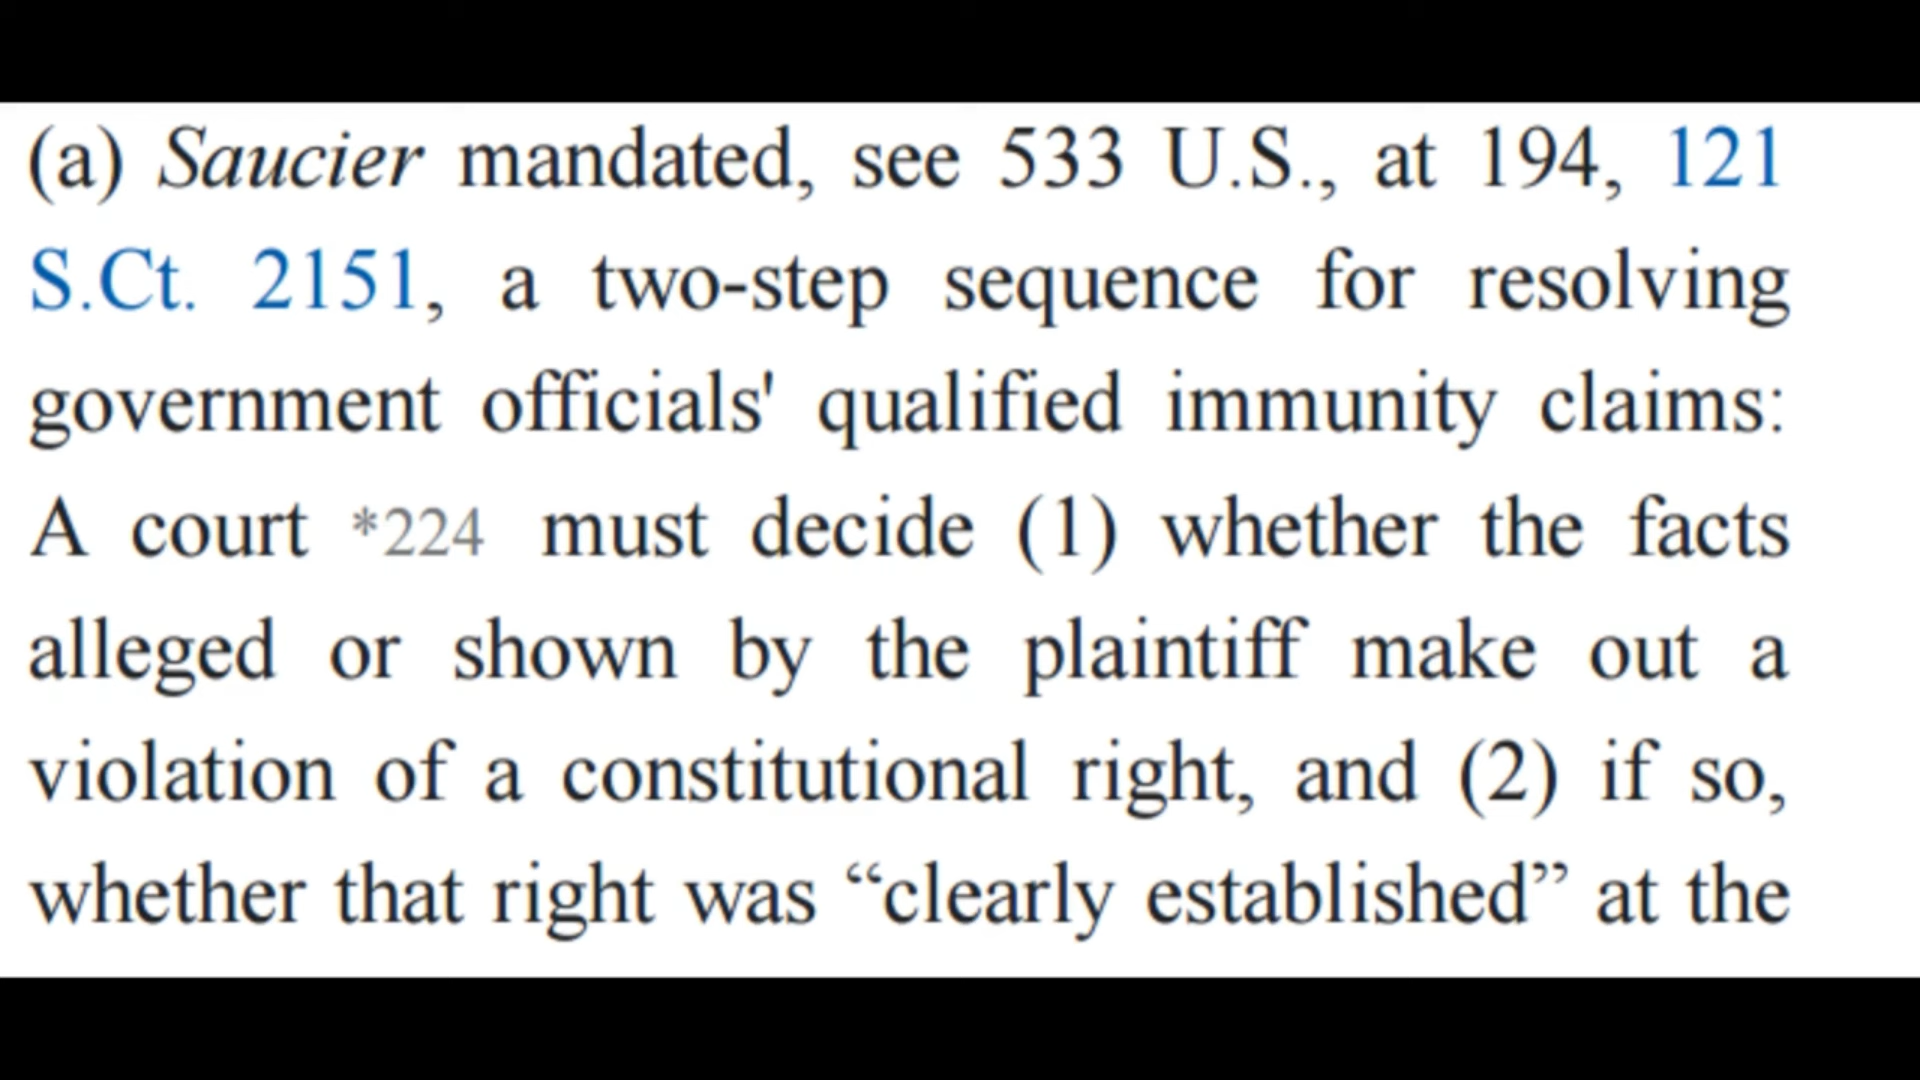 (a) Saucier mandated, see 533 U.S., at 194, 121
S.Ct. 2151, a two-step sequence for resolving
government officials' qualified immunity claims:
A court *224 must decide (1) whether the facts
alleged or shown by the plaintiff make out a
violation of a constitutional right, and (2) if so,
whether that right was “clearly established” at the